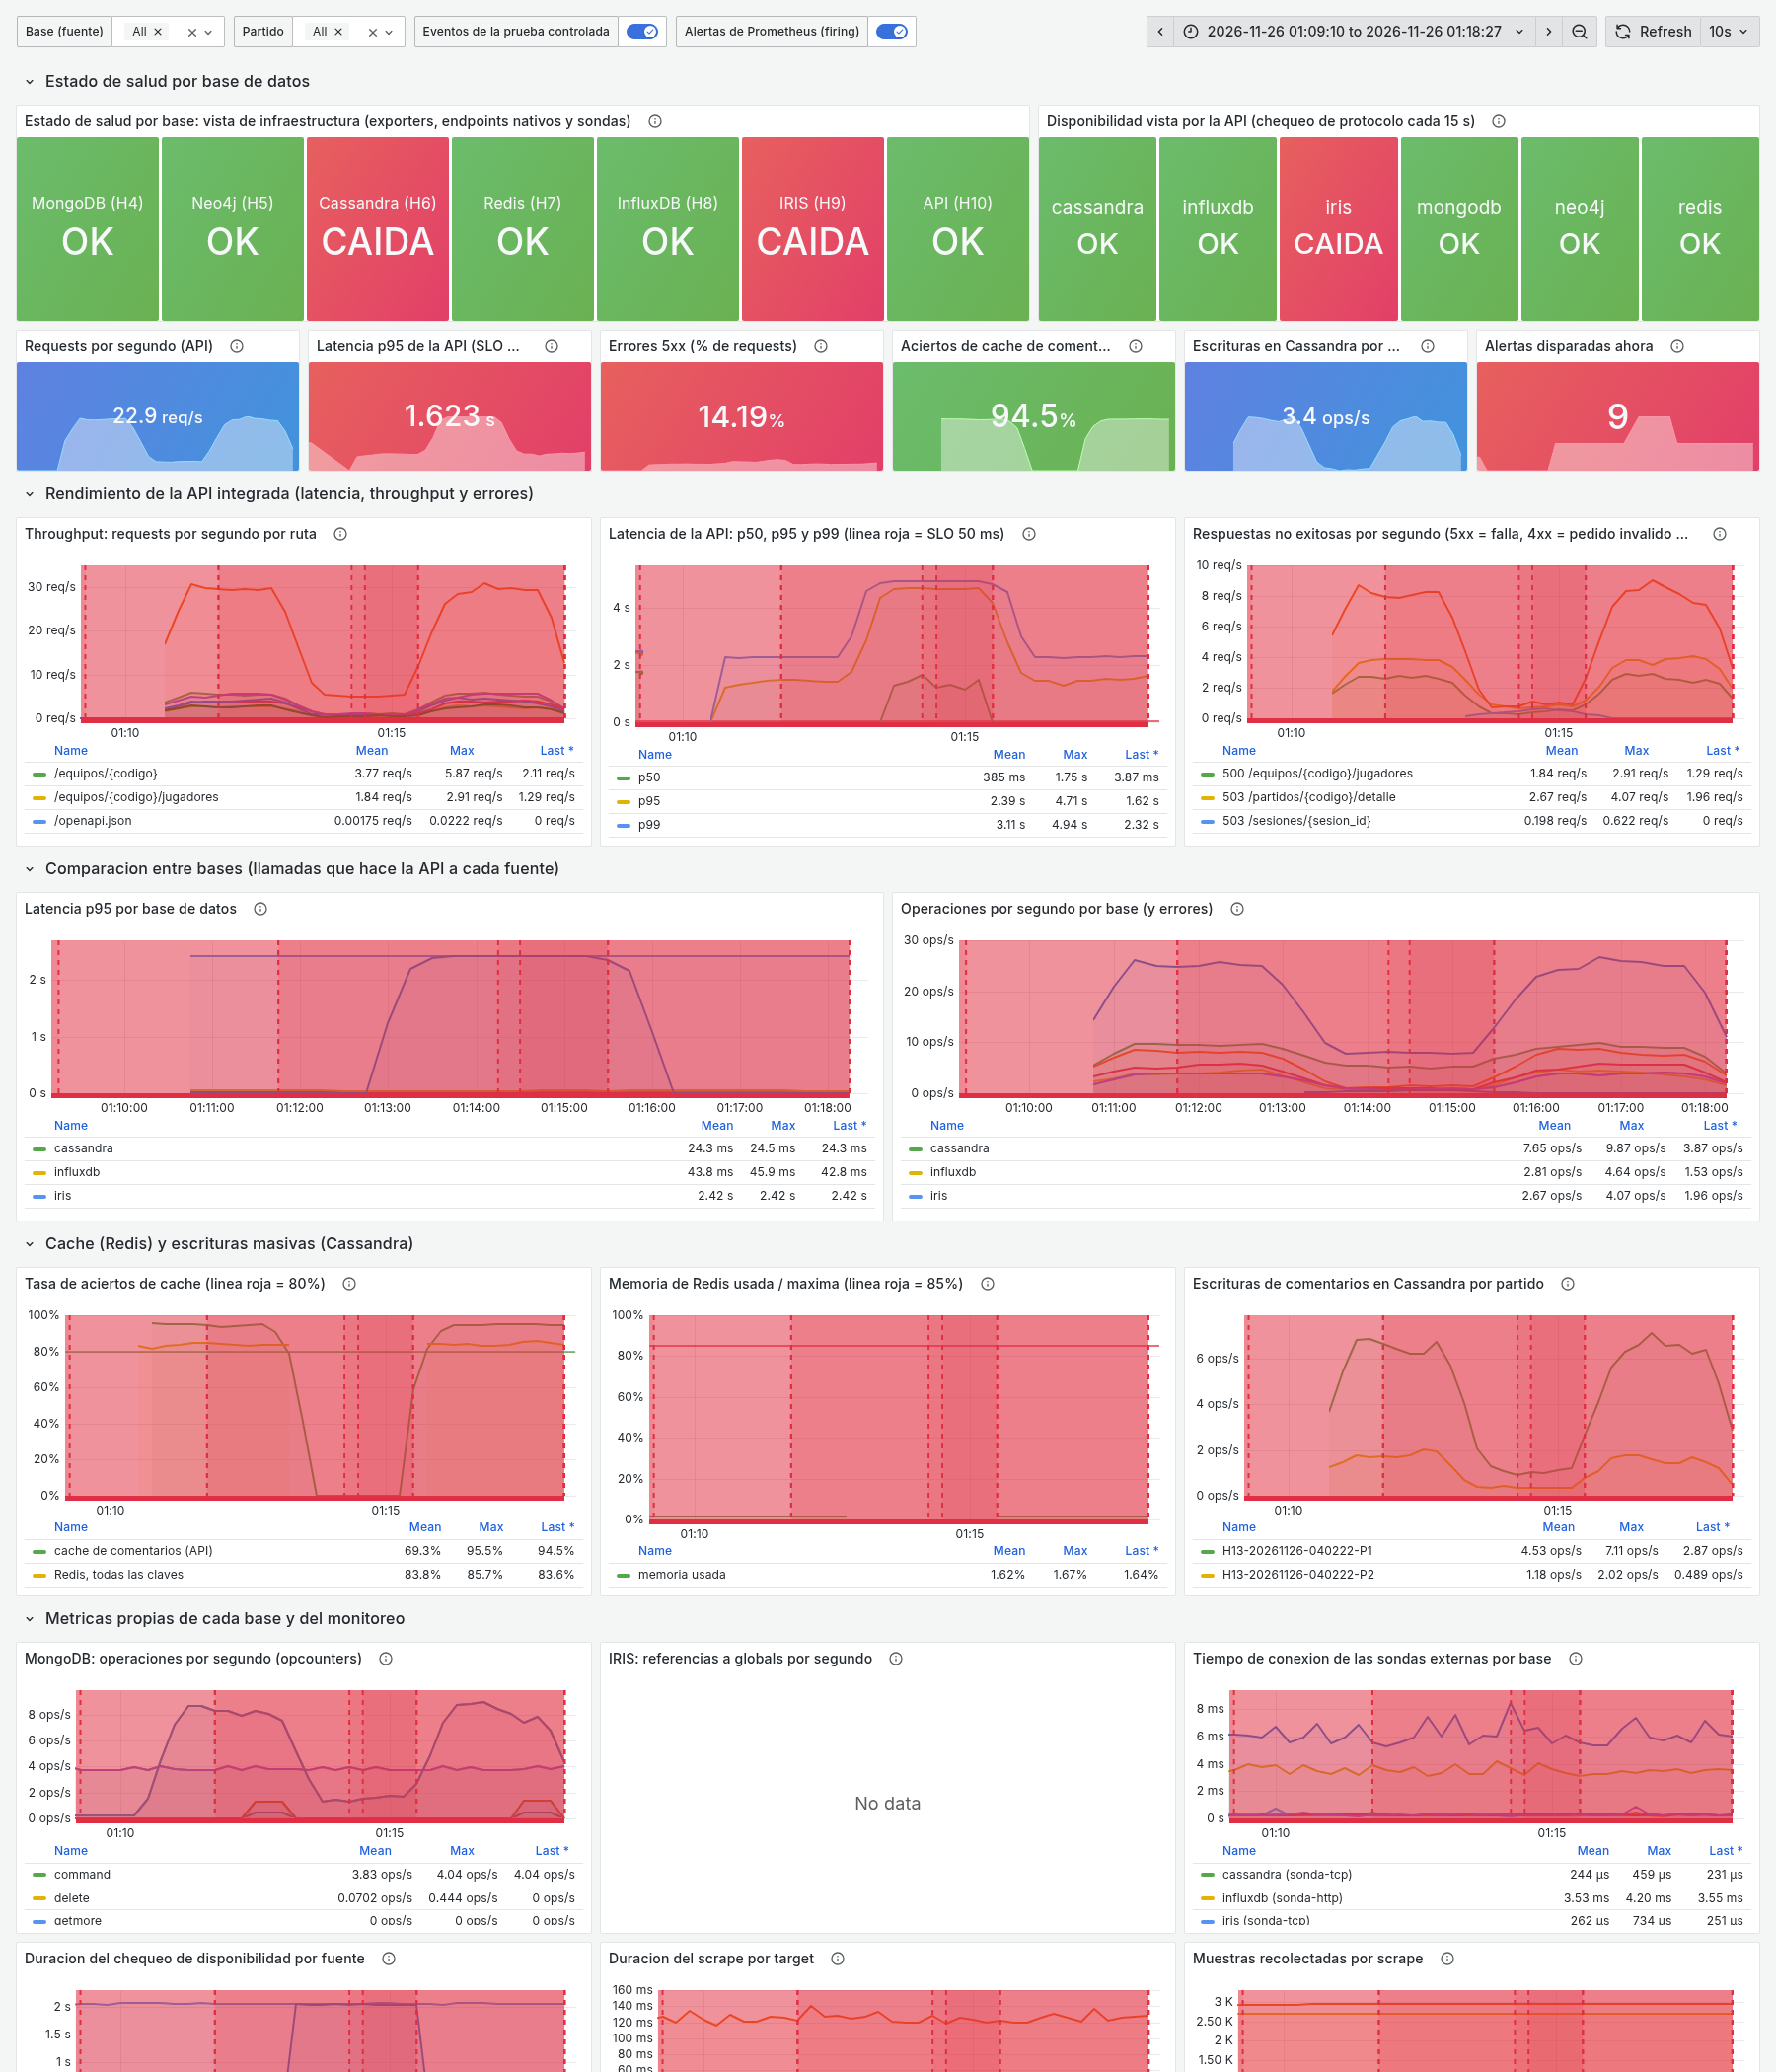 Base (fuente) All Partido All Eventos de la prueba controlada Alertas de Prometheus (firing) 2026-11-26 01:09:10 to 2026-11-26 01:18:27 Refresh 10s
Estado de salud por base de datos
Estado de salud por base: vista de infraestructura (exporters, endpoints nativos y sondas)
MongoDB (H4) Neo4j (H5) Cassandra (H6) Redis (H7) InfluxDB (H8) IRIS (H9) API (H10)
OK OK CAIDA OK OK CAIDA OK
Disponibilidad vista por la API (chequeo de protocolo cada 15 s)
cassandra influxdb iris mongodb neo4j redis
OK OK CAIDA OK OK OK
Requests por segundo (API)
22.9 req/s
Latencia p95 de la API (SLO ...
1.623 s
Errores 5xx (% de requests)
14.19%
Aciertos de cache de coment...
94.5%
Escrituras en Cassandra por ...
3.4 ops/s
Alertas disparadas ahora
9
Rendimiento de la API integrada (latencia, throughput y errores)
Throughput: requests por segundo por ruta
30 req/s
20 req/s
10 req/s
0 req/s
01:10 01:15
Name Mean Max Last *
/equipos/{codigo} 3.77 req/s 5.87 req/s 2.11 req/s
/equipos/{codigo}/jugadores 1.84 req/s 2.91 req/s 1.29 req/s
/openapi.json 0.00175 req/s 0.0222 req/s 0 req/s
Latencia de la API: p50, p95 y p99 (linea roja = SLO 50 ms)
4 s
2 s
0 s
01:10 01:15
Name Mean Max Last *
p50 385 ms 1.75 s 3.87 ms
p95 2.39 s 4.71 s 1.62 s
p99 3.11 s 4.94 s 2.32 s
Respuestas no exitosas por segundo (5xx = falla, 4xx = pedido invalido ...
10 req/s
8 req/s
6 req/s
4 req/s
2 req/s
0 req/s
01:10 01:15
Name Mean Max Last *
500 /equipos/{codigo}/jugadores 1.84 req/s 2.91 req/s 1.29 req/s
503 /partidos/{codigo}/detalle 2.67 req/s 4.07 req/s 1.96 req/s
503 /sesiones/{sesion_id} 0.198 req/s 0.622 req/s 0 req/s
Comparacion entre bases (llamadas que hace la API a cada fuente)
Latencia p95 por base de datos
2 s
1 s
0 s
01:10:00 01:11:00 01:12:00 01:13:00 01:14:00 01:15:00 01:16:00 01:17:00 01:18:00
Name Mean Max Last *
cassandra 24.3 ms 24.5 ms 24.3 ms
influxdb 43.8 ms 45.9 ms 42.8 ms
iris 2.42 s 2.42 s 2.42 s
Operaciones por segundo por base (y errores)
30 ops/s
20 ops/s
10 ops/s
0 ops/s
01:10:00 01:11:00 01:12:00 01:13:00 01:14:00 01:15:00 01:16:00 01:17:00 01:18:00
Name Mean Max Last *
cassandra 7.65 ops/s 9.87 ops/s 3.87 ops/s
influxdb 2.81 ops/s 4.64 ops/s 1.53 ops/s
iris 2.67 ops/s 4.07 ops/s 1.96 ops/s
Cache (Redis) y escrituras masivas (Cassandra)
Tasa de aciertos de cache (linea roja = 80%)
100%
80%
60%
40%
20%
0%
01:10 01:15
Name Mean Max Last *
cache de comentarios (API) 69.3% 95.5% 94.5%
Redis, todas las claves 83.8% 85.7% 83.6%
Memoria de Redis usada / maxima (linea roja = 85%)
100%
80%
60%
40%
20%
0%
01:10 01:15
Name Mean Max Last *
memoria usada 1.62% 1.67% 1.64%
Escrituras de comentarios en Cassandra por partido
6 ops/s
4 ops/s
2 ops/s
0 ops/s
01:10 01:15
Name Mean Max Last *
H13-20261126-040222-P1 4.53 ops/s 7.11 ops/s 2.87 ops/s
H13-20261126-040222-P2 1.18 ops/s 2.02 ops/s 0.489 ops/s
Metricas propias de cada base y del monitoreo
MongoDB: operaciones por segundo (opcounters)
8 ops/s
6 ops/s
4 ops/s
2 ops/s
0 ops/s
01:10 01:15
Name Mean Max Last *
command 3.83 ops/s 4.04 ops/s 4.04 ops/s
delete 0.0702 ops/s 0.444 ops/s 0 ops/s
getmore 0 ops/s 0 ops/s 0 ops/s
IRIS: referencias a globals por segundo
No data
Tiempo de conexion de las sondas externas por base
8 ms
6 ms
4 ms
2 ms
0 s
01:10 01:15
Name Mean Max Last *
cassandra (sonda-tcp) 244 µs 459 µs 231 µs
influxdb (sonda-http) 3.53 ms 4.20 ms 3.55 ms
iris (sonda-tcp) 262 µs 734 µs 251 µs
Duracion del chequeo de disponibilidad por fuente
2 s
1.5 s
1 s
Duracion del scrape por target
160 ms
140 ms
120 ms
100 ms
80 ms
60 ms
Muestras recolectadas por scrape
3 K
2.50 K
2 K
1.50 K